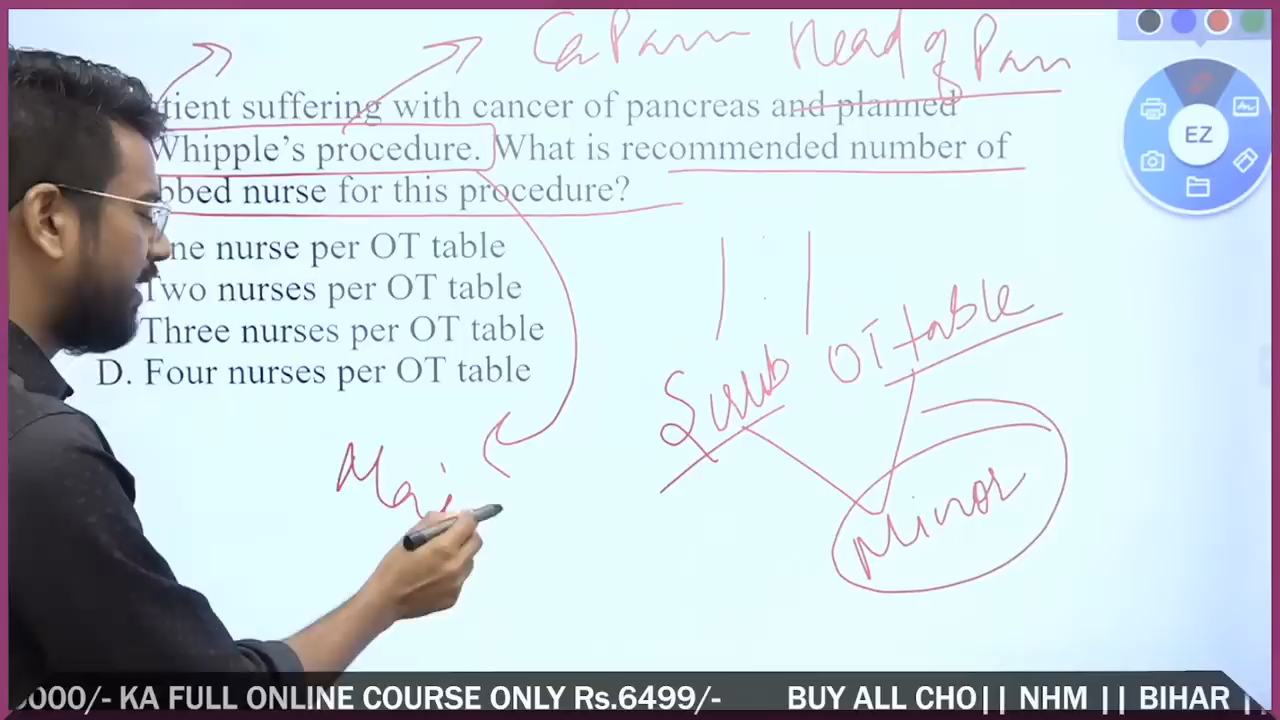 Ca Pan Head of Pan
tient suffering with cancer of pancreas and planned
Whipple's procedure. What is recommended number of
bbed nurse for this procedure?
ne nurse per OT table
Two nurses per OT table
Three nurses per OT table
D. Four nurses per OT table
1 : 1
Scrub OT table
Minor
Maj
EZ
000/- KA FULL ONLINE COURSE ONLY Rs.6499/- BUY ALL CHO|| NHM || BIHAR ||